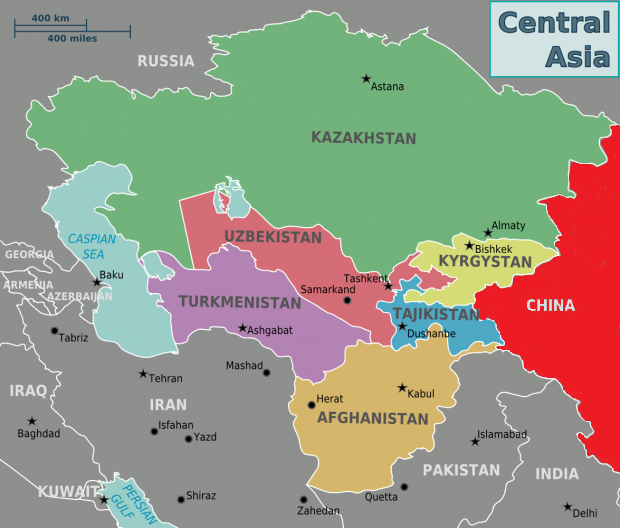 400 km
400 miles
Central
Asia
RUSSIA
Astana
KAZAKHSTAN
Almaty
CASPIAN
SEA
UZBEKISTAN
Bishkek
KYRGYSTAN
GEORGIA
Baku
Tashkent
ARMENJA
AZERBAIJAN
Samarkand
TURKMENISTAN
TAJIKISTAN
CHINA
Tabriz
Ashgabat
Dushanbe
Mashad
Tehran
IRAQ
IRAN
Herat
Kabul
AFGHANISTAN
Baghdad
Isfahan
Yazd
Islamabad
PAKISTAN
INDIA
KUWAIT
PERSIAN
GULF
Shiraz
Zahedan
Quetta
Delhi